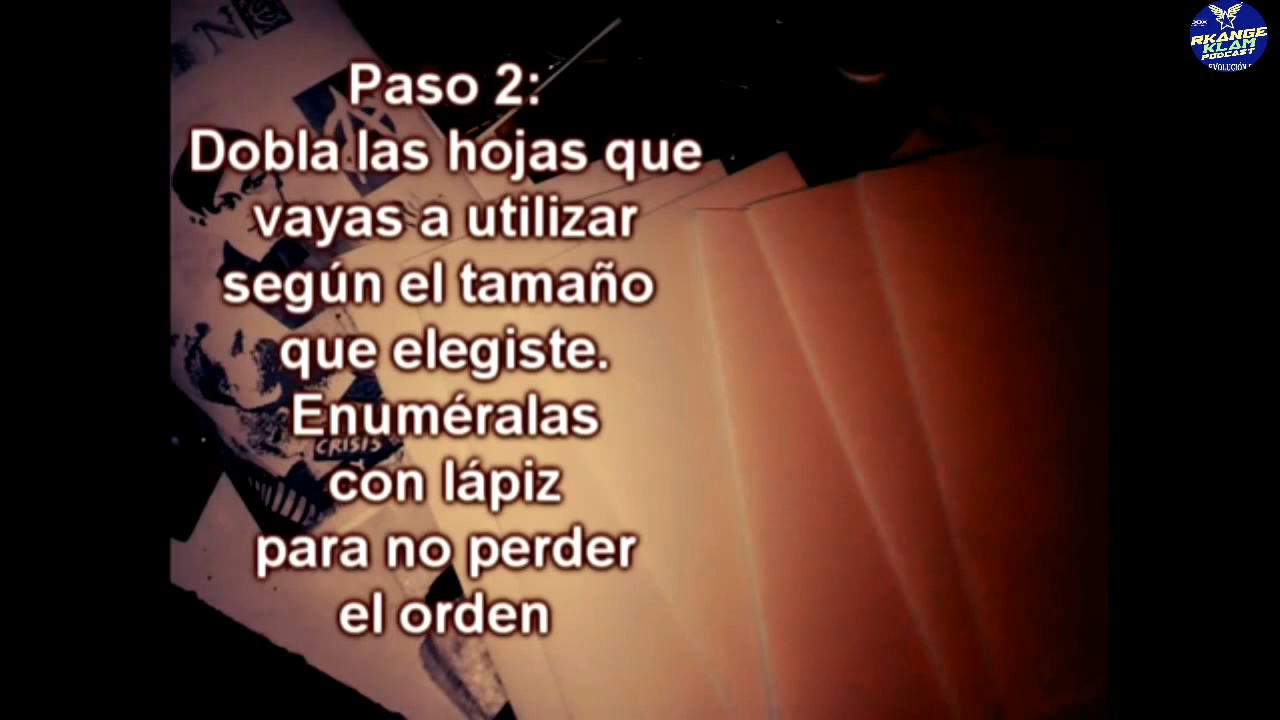 Paso 2:
Dobla las hojas que
vayas a utilizar
según el tamaño
que elegiste.
Enuméralas
con lápiz
para no perder
el orden
CRISIS
RKANGE
KLAM
PODCAST